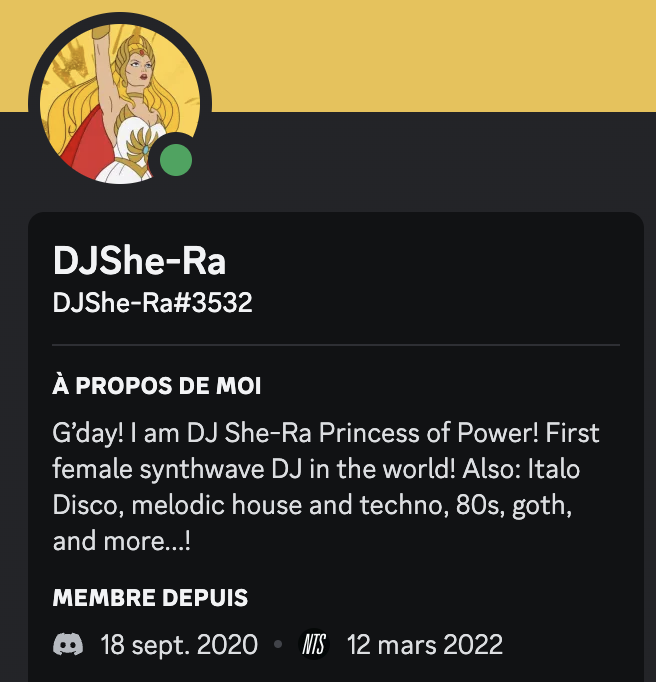 DJShe-Ra
DJShe-Ra#3532
À PROPOS DE MOI
G’day! I am DJ She-Ra Princess of Power! First
female synthwave DJ in the world! Also: Italo
Disco, melodic house and techno, 80s, goth,
and more...!
MEMBRE DEPUIS
18 sept. 2020 • NTS 12 mars 2022